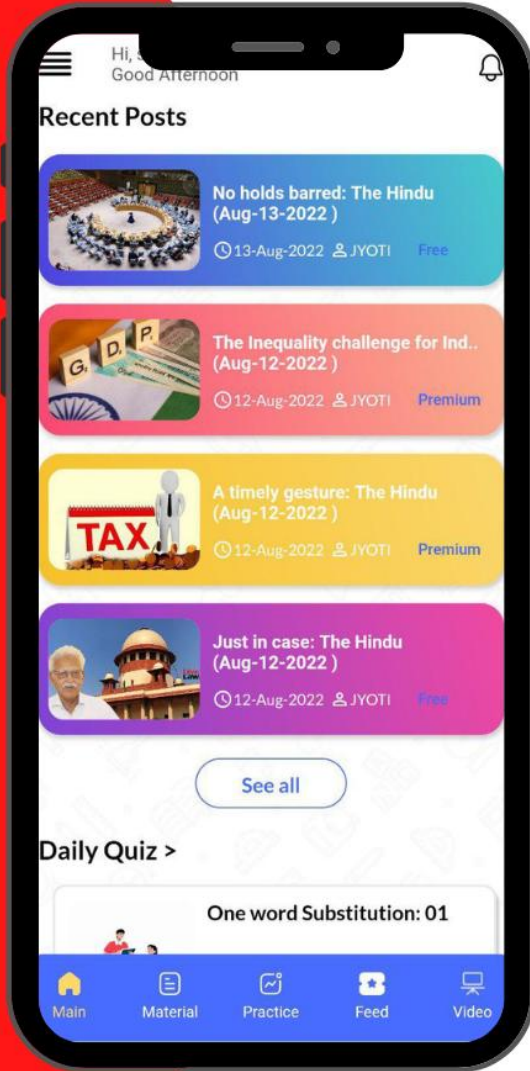 Hi,
Good Afternoon
Recent Posts
No holds barred: The Hindu
(Aug-13-2022 )
13-Aug-2022 JYOTI Free
G D P
The Inequality challenge for Ind..
(Aug-12-2022 )
12-Aug-2022 JYOTI Premium
TAX
A timely gesture: The Hindu
(Aug-12-2022 )
12-Aug-2022 JYOTI Premium
Just in case: The Hindu
(Aug-12-2022 )
12-Aug-2022 JYOTI Free
See all
Daily Quiz >
One word Substitution: 01
Main Material Practice Feed Video